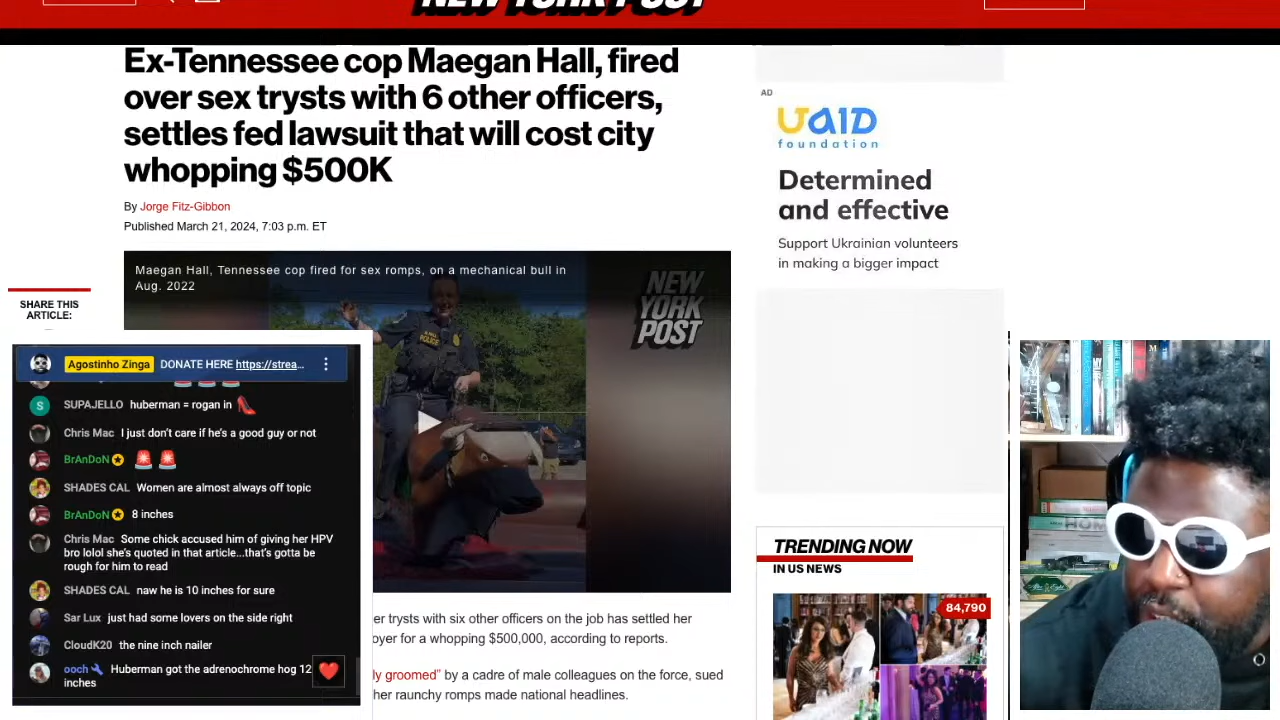 NEW YORK POST
Ex-Tennessee cop Maegan Hall, fired
over sex trysts with 6 other officers,
settles fed lawsuit that will cost city
whopping $500K
By Jorge Fitz-Gibbon
Published March 21, 2024, 7:03 p.m. ET
Maegan Hall, Tennessee cop fired for sex romps, on a mechanical bull in
Aug. 2022
NEW
YORK
POST
POLICE
SHARE THIS
ARTICLE:
er trysts with six other officers on the job has settled her
oyer for a whopping $500,000, according to reports.
ly groomed" by a cadre of male colleagues on the force, sued
her raunchy romps made national headlines.
Agostinho Zinga DONATE HERE https://strea...
SUPAJELLO huberman = rogan in
Chris Mac I just don't care if he's a good guy or not
BrAnDoN
SHADES CAL Women are almost always off topic
BrAnDoN 8 inches
Chris Mac Some chick accused him of giving her HPV
bro lolol she's quoted in that article...that's gotta be
rough for him to read
SHADES CAL naw he is 10 inches for sure
Sar Lux just had some lovers on the side right
CloudK20 the nine inch nailer
ooch Huberman got the adrenochrome hog 12
inches
AD
UAID
foundation
Determined
and effective
Support Ukrainian volunteers
in making a bigger impact
TRENDING NOW
IN US NEWS
84,790